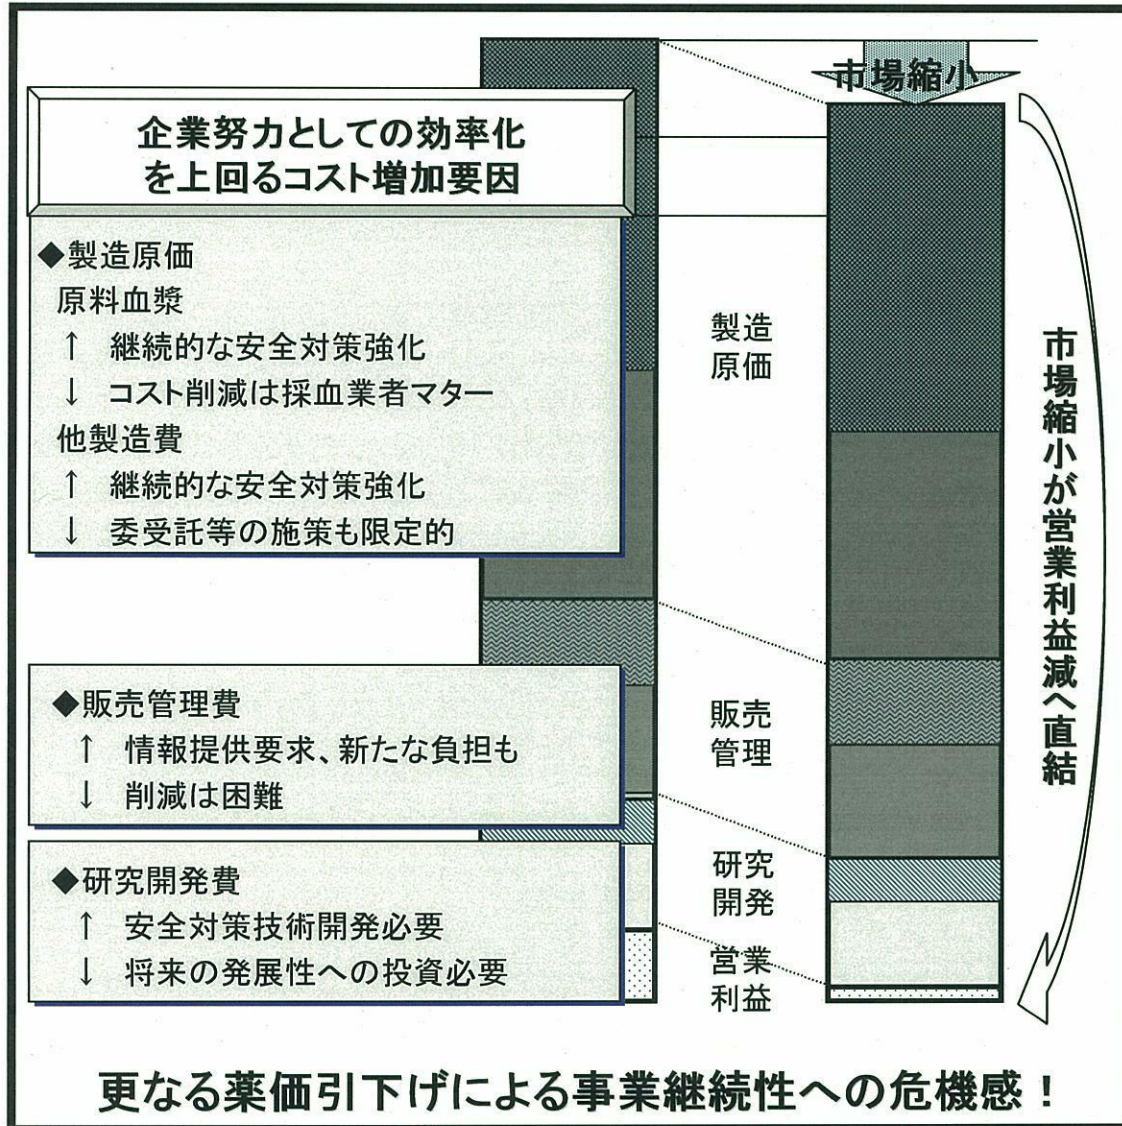 市場縮小
企業努力としての効率化
を上回るコスト増加要因
◆製造原価
原料血漿
↑ 継続的な安全対策強化
↓ コスト削減は採血業者マター
他製造費
↑ 継続的な安全対策強化
↓ 委受託等の施策も限定的
◆販売管理費
↑ 情報提供要求、新たな負担も
↓ 削減は困難
◆研究開発費
↑ 安全対策技術開発必要
↓ 将来の発展性への投資必要
製造
原価
販売
管理
研究
開発
営業
利益
市場縮小が営業利益減へ直結
更なる薬価引下げによる事業継続性への危機感!